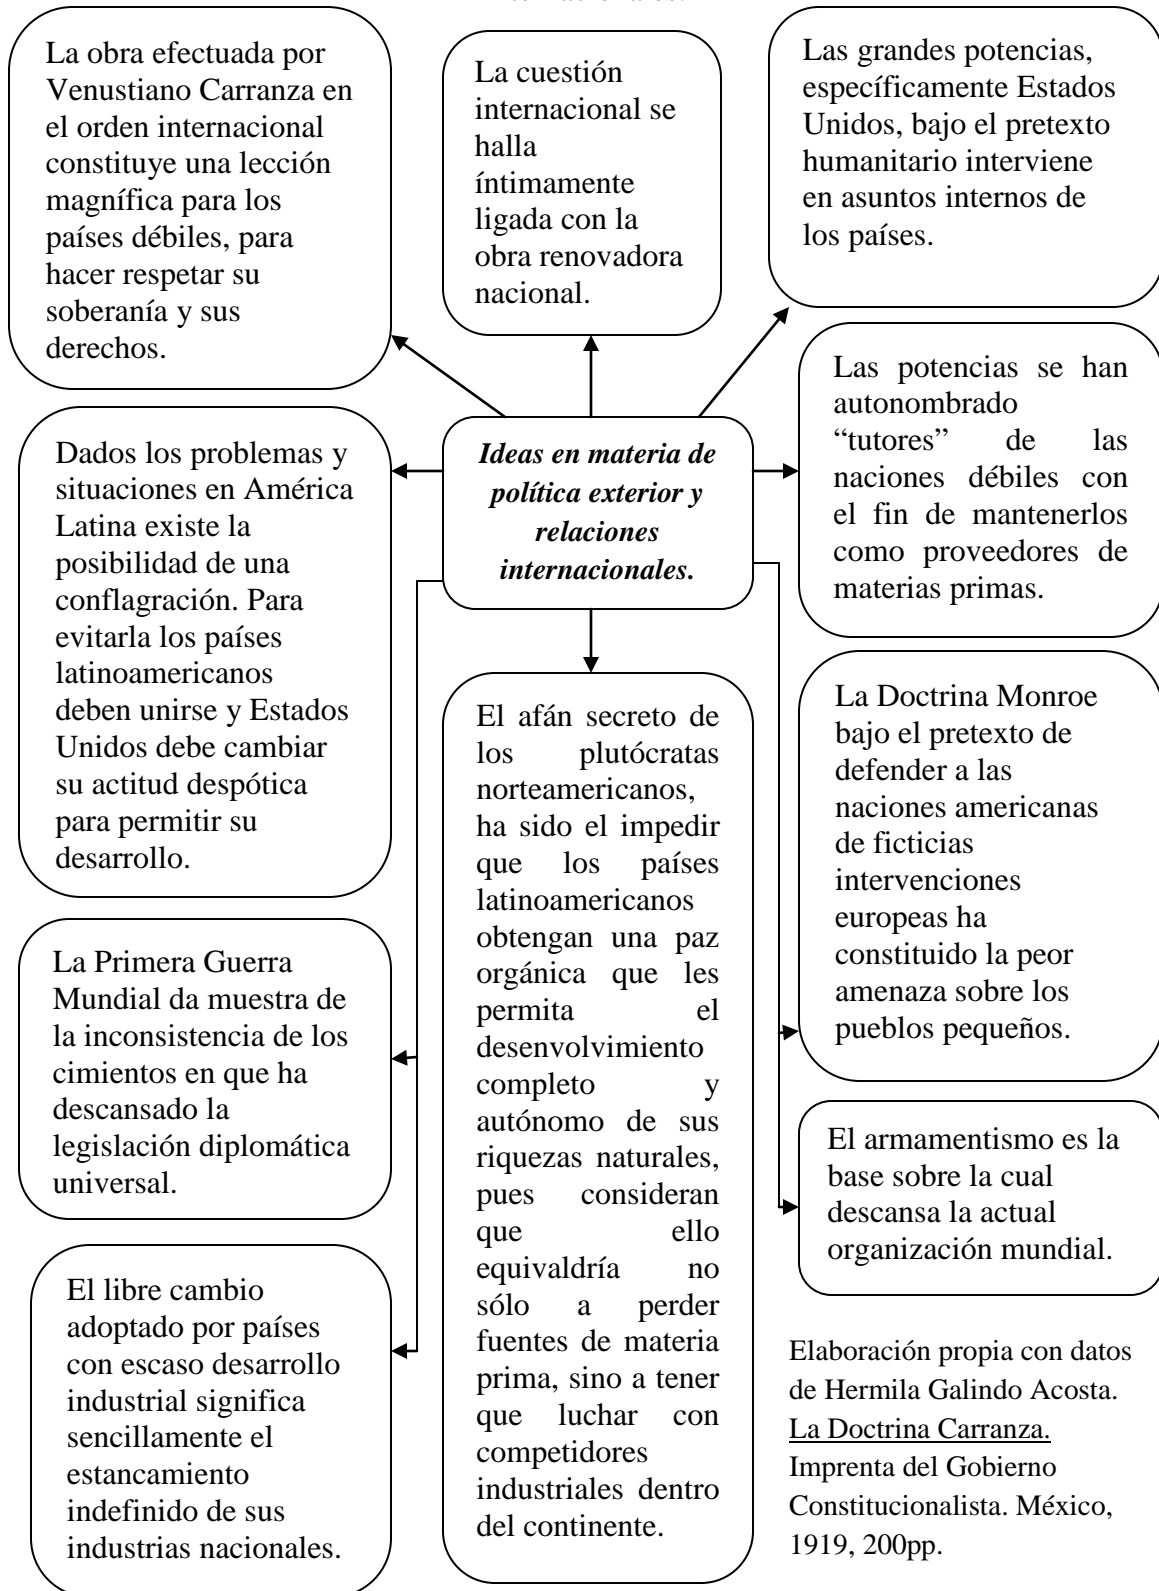 La obra efectuada por
Venustiano Carranza en
el orden internacional
constituye una lección
magnífica para los
países débiles, para
hacer respetar su
soberanía y sus
derechos.
La cuestión
internacional se
halla
íntimamente
ligada con la
obra renovadora
nacional.
Las grandes potencias,
específicamente Estados
Unidos, bajo el pretexto
humanitario interviene
en asuntos internos de
los países.
Dados los problemas y
situaciones en América
Latina existe la
posibilidad de una
conflagración. Para
evitarla los países
latinoamericanos
deben unirse y Estados
Unidos debe cambiar
su actitud despótica
para permitir su
desarrollo.
Ideas en materia de
política exterior y
relaciones
internacionales.
Las potencias se han
autonombrado
“tutores” de las
naciones débiles con
el fin de mantenerlos
como proveedores de
materias primas.
El afán secreto de
los plutócratas
norteamericanos,
ha sido el impedir
que los países
latinoamericanos
obtengan una paz
orgánica que les
permita el
desenvolvimiento
completo y
autónomo de sus
riquezas naturales,
pues consideran
que ello
equivaldría no
sólo a perder
fuentes de materia
prima, sino a tener
que luchar con
competidores
industriales dentro
del continente.
La Doctrina Monroe
bajo el pretexto de
defender a las
naciones americanas
de ficticias
intervenciones
europeas ha
constituido la peor
amenaza sobre los
pueblos pequeños.
La Primera Guerra
Mundial da muestra de
la inconsistencia de los
cimientos en que ha
descansado la
legislación diplomática
universal.
El armamentismo es la
base sobre la cual
descansa la actual
organización mundial.
El libre cambio
adoptado por países
con escaso desarrollo
industrial significa
sencillamente el
estancamiento
indefinido de sus
industrias nacionales.
Elaboración propia con datos
de Hermila Galindo Acosta.
La Doctrina Carranza.
Imprenta del Gobierno
Constitucionalista. México,
1919, 200pp.